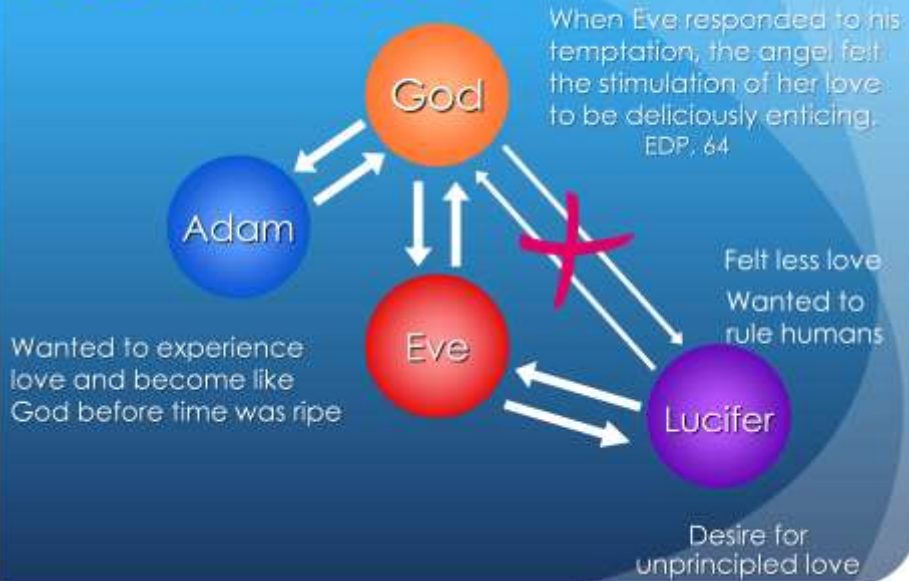 When Eve responded to his
temptation, the angel felt
the stimulation of her love
to be deliciously enticing.
EDP, 64
God
Adam
Felt less love
Wanted to
rule humans
Eve
Wanted to experience
love and become like
God before time was ripe
Lucifer
Desire for
unprincipled love